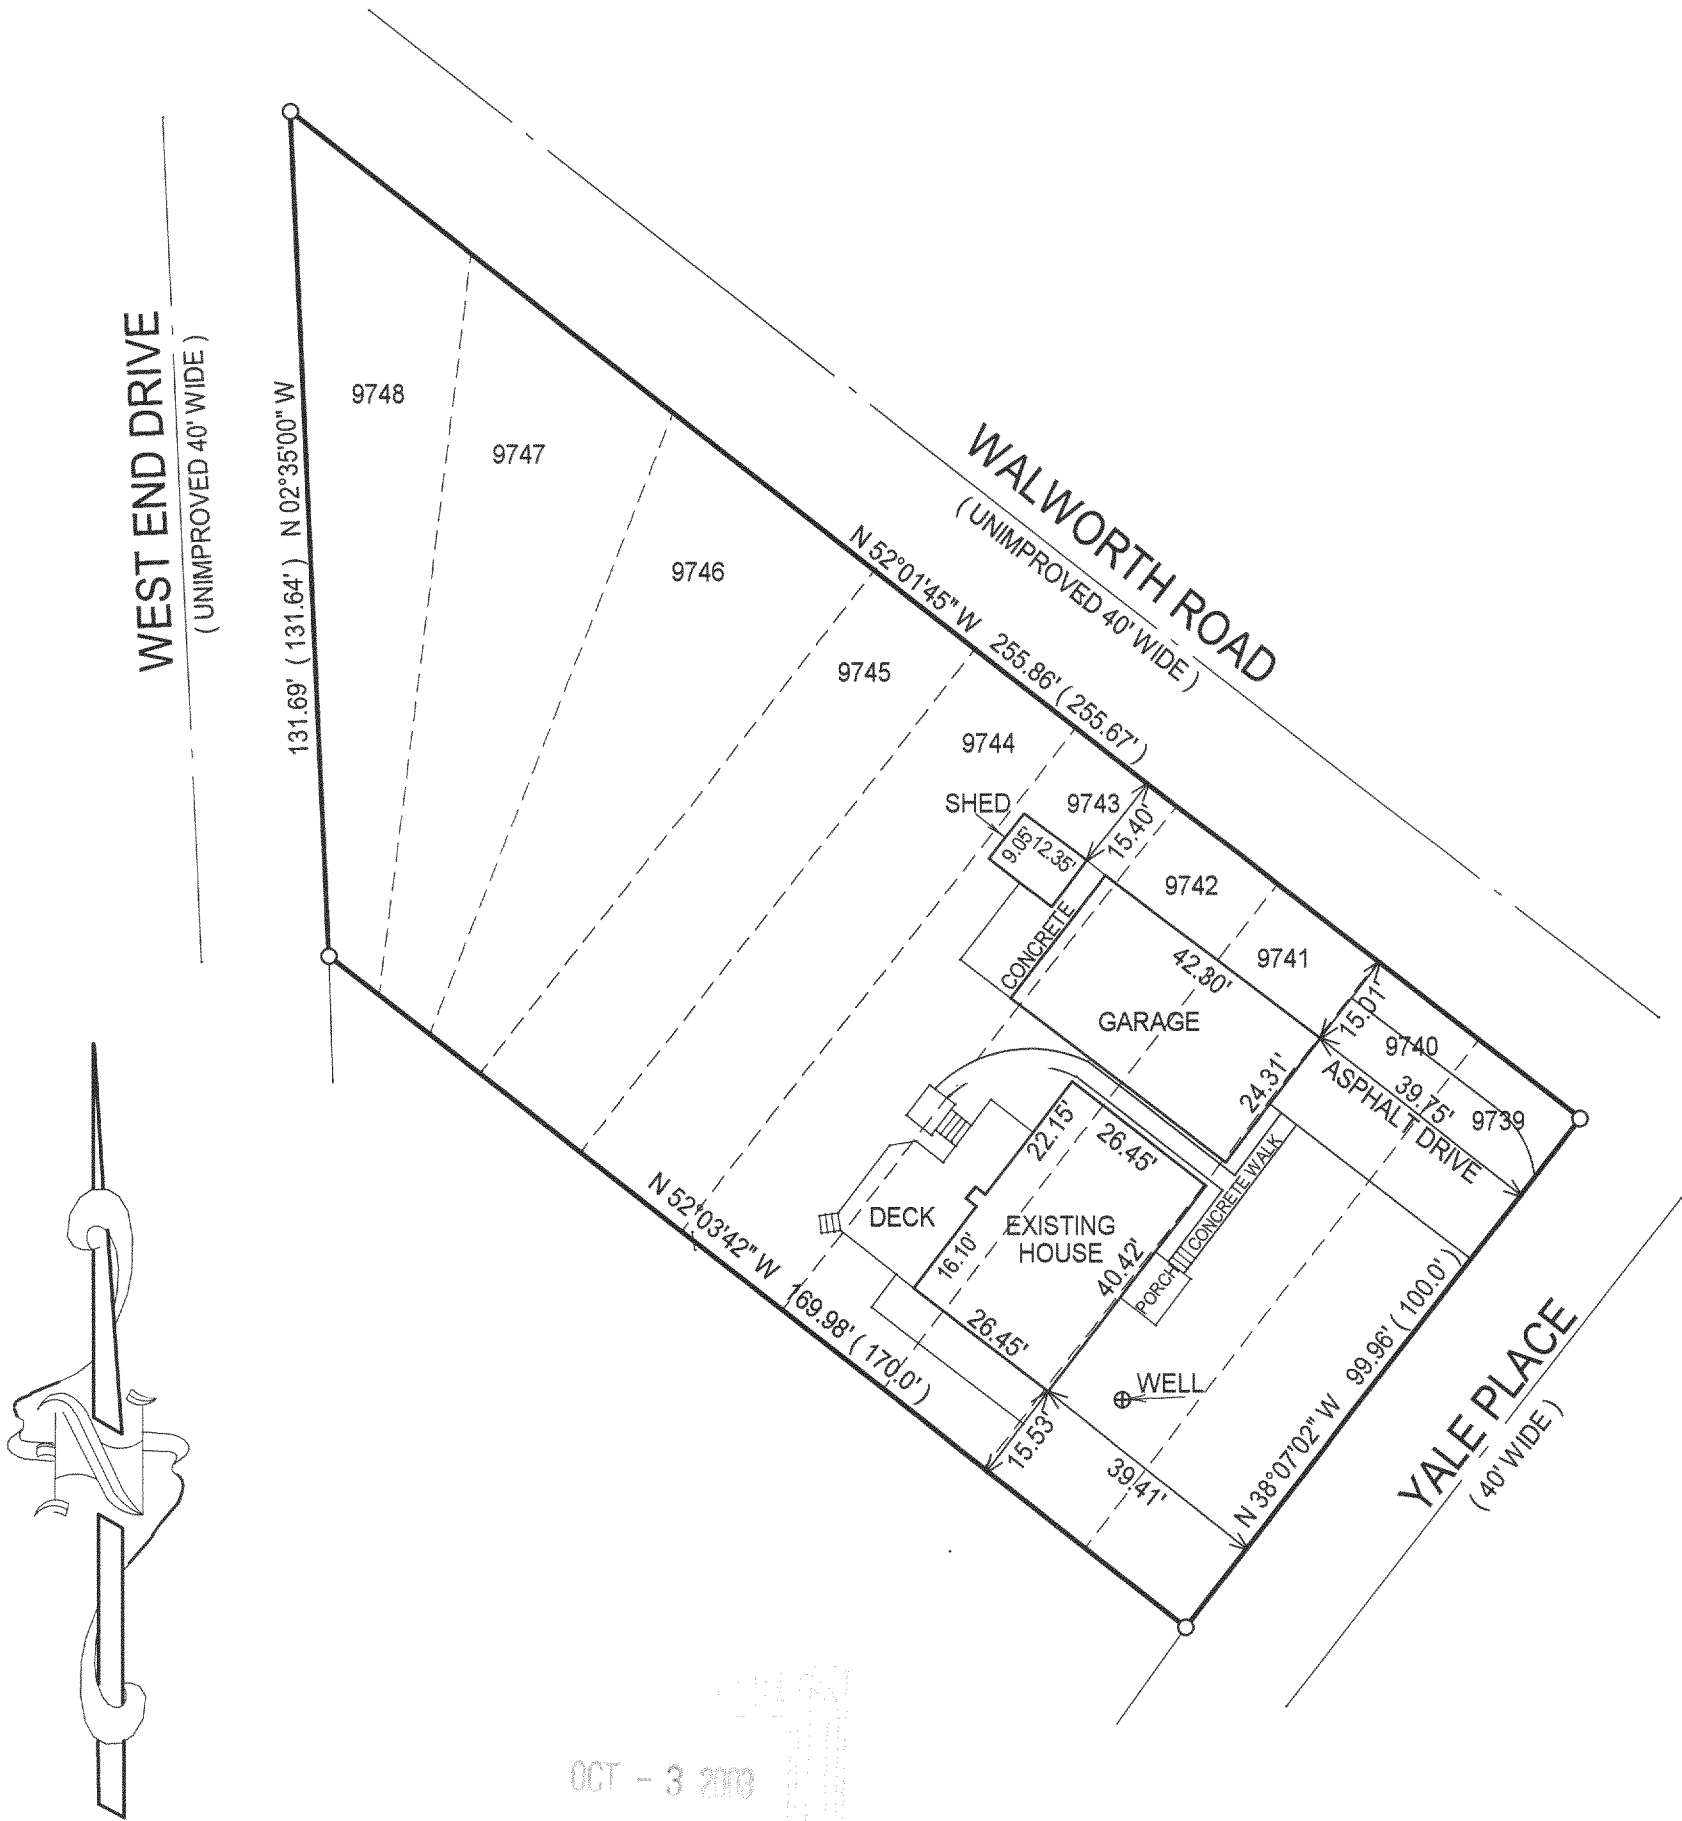 WEST END DRIVE
( UNIMPROVED 40' WIDE )
131.69' ( 131.64' ) N 02°35'00" W
9748
9747
9746
9745
9744
9743
9742
9741
9740
9739
WALWORTH ROAD
( UNIMPROVED 40' WIDE )
N 52°01'45" W 255.86' ( 255.67' )
SHED
9.05'
12.35'
15.40'
CONCRETE
42.30'
GARAGE
24.31'
15.01'
39.75'
ASPHALT DRIVE
22.15'
26.45'
DECK
EXISTING
HOUSE
16.10'
40.42'
PORCH
CONCRETE WALK
26.45'
WELL
15.53'
39.41'
N 52°03'42" W 169.98' ( 170.0' )
N 38°07'02" W 99.96' ( 100.0' )
YALE PLACE
( 40' WIDE )
N
OCT - 3 2003